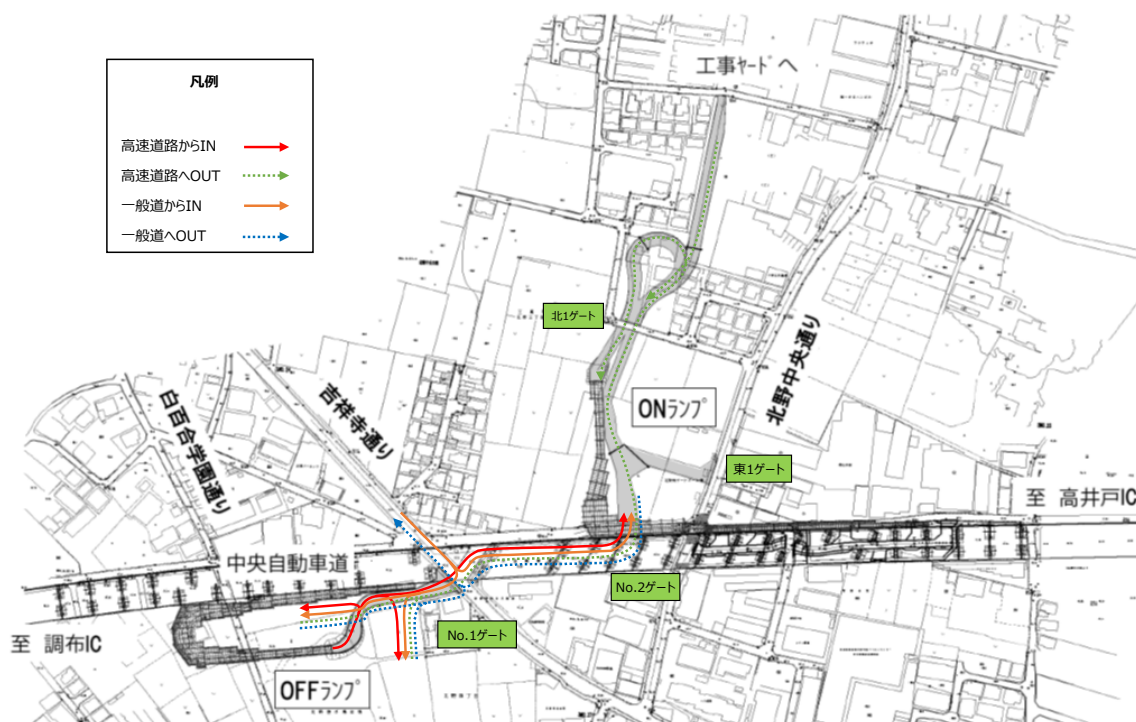 凡例
高速道路からIN
高速道路へOUT
一般道からIN
一般道へOUT
工事ﾔｰﾄﾞへ
北1ゲート
ONﾗﾝﾌﾟ
北野中央通り
吉祥寺通り
白百合学園通り
東1ゲート
至 高井戸IC
中央自動車道
No.2ゲート
No.1ゲート
至 調布IC
OFFﾗﾝﾌﾟ